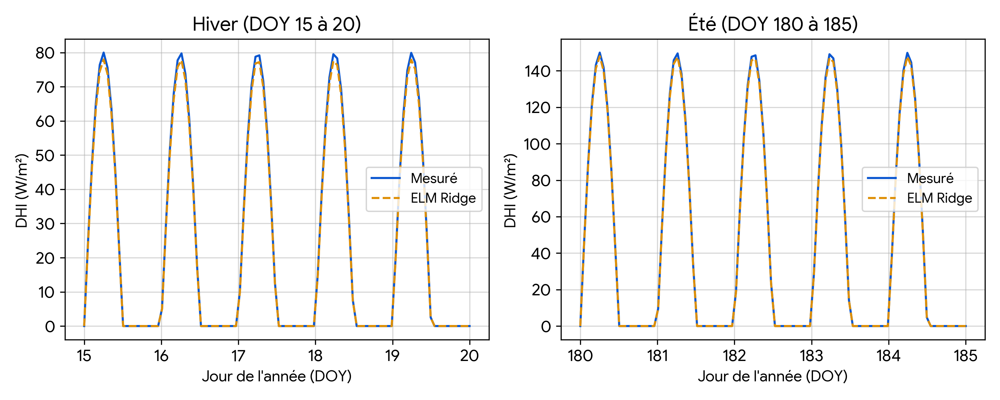 Hiver (DOY 15 à 20)
80
70
60
50
40
30
20
10
0
DHI (W/m²)
Mesuré
ELM Ridge
15 16 17 18 19 20
Jour de l'année (DOY)
Été (DOY 180 à 185)
140
120
100
80
60
40
20
0
DHI (W/m²)
Mesuré
ELM Ridge
180 181 182 183 184 185
Jour de l'année (DOY)